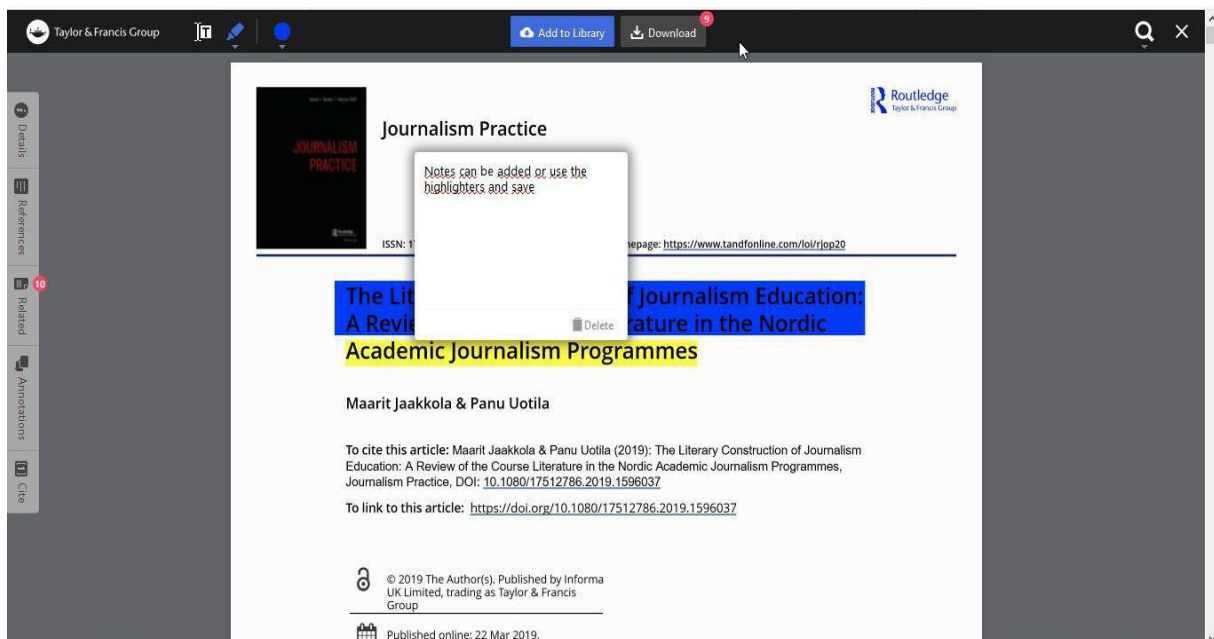 Taylor & Francis Group
Add to Library
Download
9
Details
References
Related
10
Annotations
Cite
JOURNALISM
PRACTICE
Journalism Practice
Routledge
Taylor & Francis Group
Notes can be added or use the
highlighters and save
Delete
ISSN: 1
epage: https://www.tandfonline.com/loi/rjop20
The Lit f Journalism Education:
A Revie rature in the Nordic
Academic Journalism Programmes
Maarit Jaakkola & Panu Uotila
To cite this article: Maarit Jaakkola & Panu Uotila (2019): The Literary Construction of Journalism
Education: A Review of the Course Literature in the Nordic Academic Journalism Programmes,
Journalism Practice, DOI: 10.1080/17512786.2019.1596037
To link to this article: https://doi.org/10.1080/17512786.2019.1596037
© 2019 The Author(s). Published by Informa
UK Limited, trading as Taylor & Francis
Group
Published online: 22 Mar 2019.